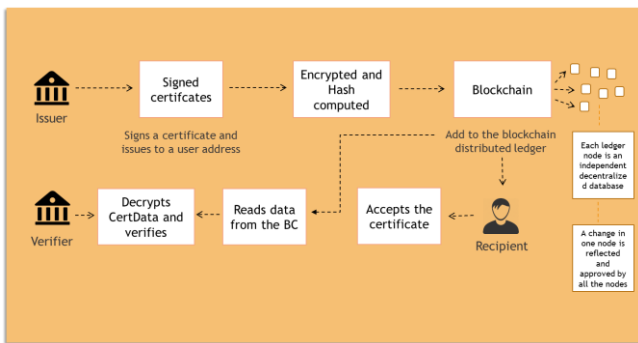 Signed
certifcates
Encrypted and
Hash
computed
Blockchain
Issuer
Signs a certificate and
issues to a user address
Add to the blockchain
distributed ledger
Each ledger
node is an
independent
decentralize
d database
Decrypts
CertData and
verifies
Reads data
from the BC
Accepts the
certificate
Verifier
Recipient
A change in
one node is
reflected
and
approved by
all the nodes